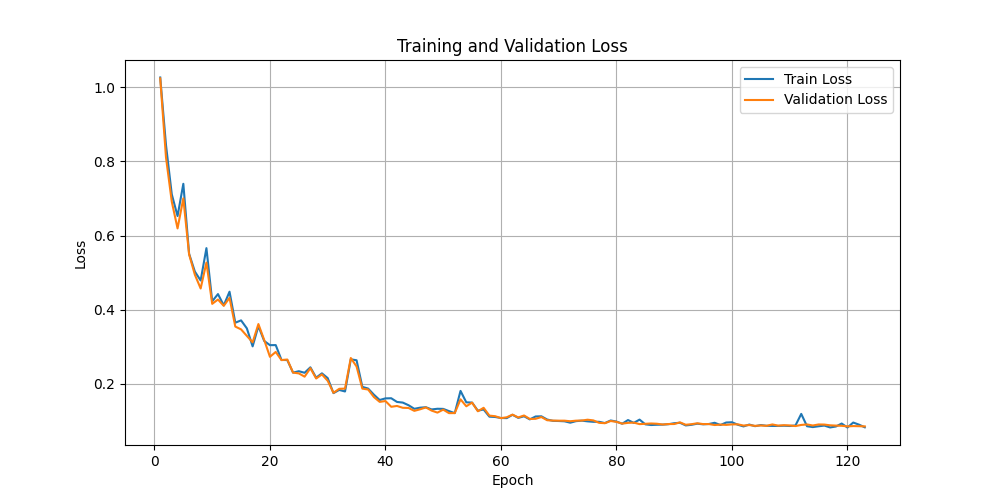 Training and Validation Loss
Train Loss
Validation Loss
1.0
0.8
0.6
0.4
0.2
Loss
0 20 40 60 80 100 120
Epoch